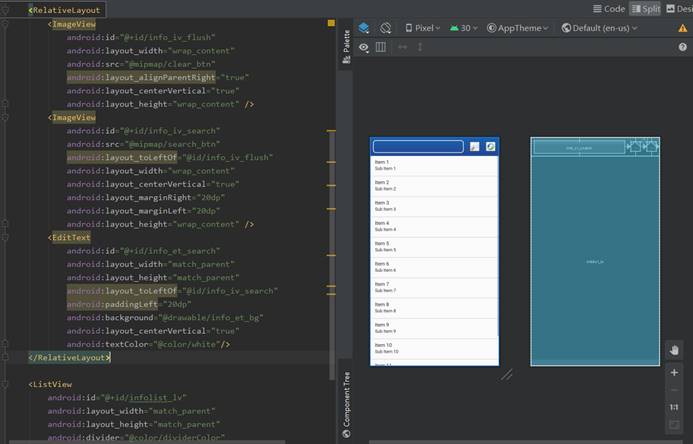 Code Split Desi
<RelativeLayout
<ImageView
android:id="@+id/info_iv_flush"
android:layout_width="wrap_content"
android:src="@mipmap/clear_btn"
android:layout_alignParentRight="true"
android:layout_centerVertical="true"
android:layout_height="wrap_content" />
<ImageView
android:id="@+id/info_iv_search"
android:src="@mipmap/search_btn"
android:layout_toLeftOf="@id/info_iv_flush"
android:layout_width="wrap_content"
android:layout_centerVertical="true"
android:layout_marginRight="20dp"
android:layout_marginLeft="20dp"
android:layout_height="wrap_content" />
<EditText
android:id="@+id/info_et_search"
android:layout_width="match_parent"
android:layout_height="match_parent"
android:layout_toLeftOf="@id/info_iv_search"
android:paddingLeft="20dp"
android:background="@drawable/info_et_bg"
android:layout_centerVertical="true"
android:textColor="@color/white"/>
</RelativeLayout>
<ListView
android:id="@+id/infolist_lv"
android:layout_width="match_parent"
android:layout_height="match_parent"
android:divider="@color/dividerColor"
Palette
Component Tree
Pixel 30 AppTheme Default (en-us)
Item 1
Sub Item 1
Item 2
Sub Item 2
Item 3
Sub Item 3
Item 4
Sub Item 4
Item 5
Sub Item 5
Item 6
Sub Item 6
Item 7
Sub Item 7
Item 8
Sub Item 8
Item 9
Sub Item 9
Item 10
Sub Item 10
1:1